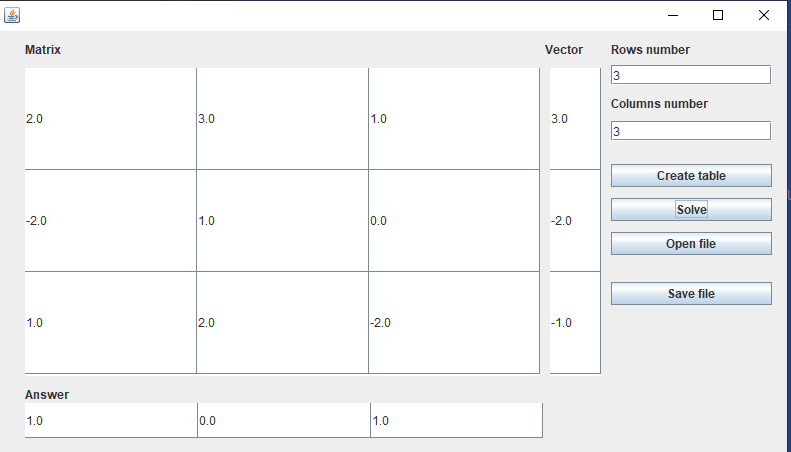 Matrix Vector Rows number
3
Columns number
2.0 3.0 1.0 3.0
3
Create table
Solve
-2.0 1.0 0.0 -2.0
Open file
Save file
1.0 2.0 -2.0 -1.0
Answer
1.0 0.0 1.0